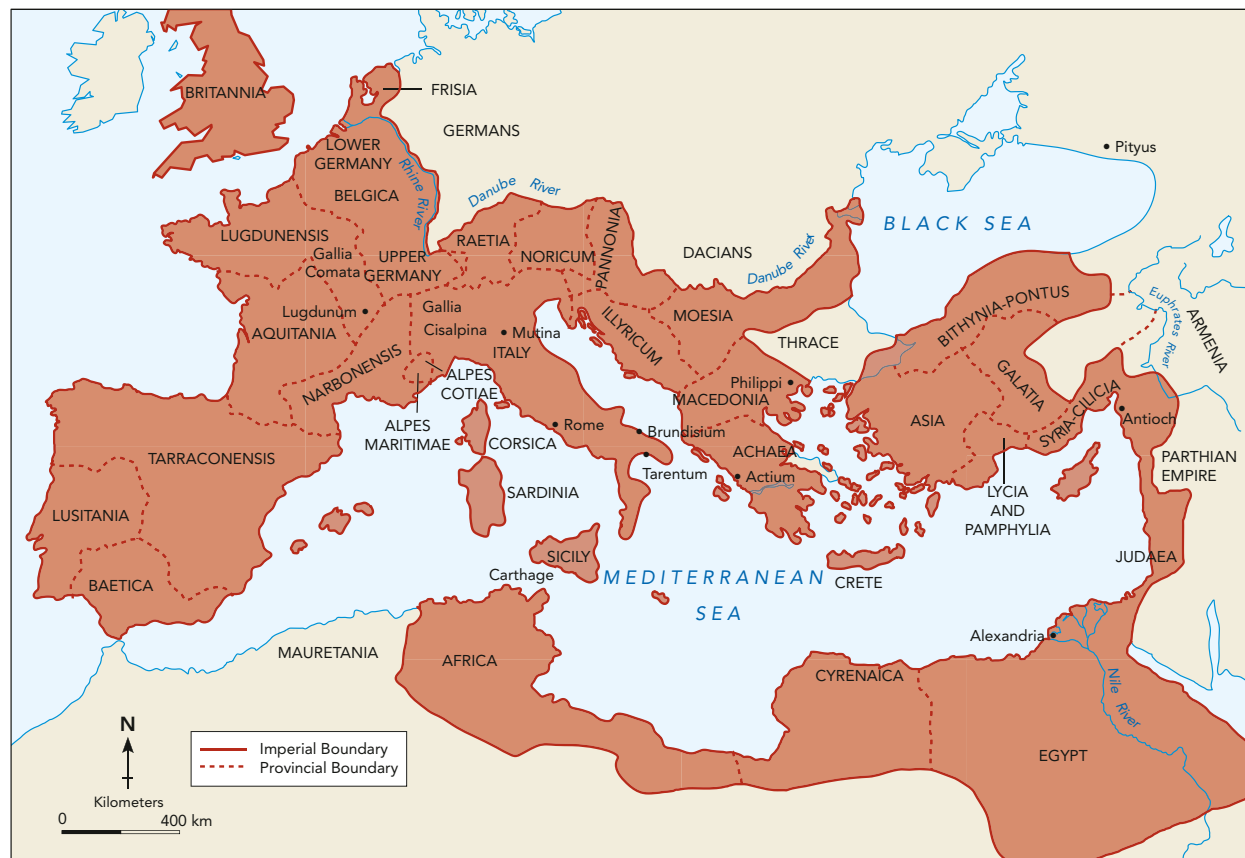 BRITANNIA
FRISIA
GERMANS
LOWER
GERMANY
Rhine River
BELGICA
Danube River
Pityus
BLACK SEA
LUGDUNENSIS
Gallia
Comata
UPPER
GERMANY
RAETIA
NORICUM
PANNONIA
DACIANS
Danube River
Lugdunum
AQUITANIA
Gallia
Cisalpina
Mutina
ITALY
ILLYRICUM
MOESIA
THRACE
BITHYNIA-PONTUS
Euphrates River
ARMENIA
NARBONENSIS
ALPES
COTIAE
ALPES
MARITIMAE
Philippi
MACEDONIA
GALATIA
CORSICA
Rome
Brundisium
Tarentum
ACHAEA
Actium
ASIA
SYRIA-CILICIA
Antioch
PARTHIAN
EMPIRE
TARRACONENSIS
SARDINIA
LYCIA
AND
PAMPHYLIA
LUSITANIA
BAETICA
SICILY
Carthage
MEDITERRANEAN
SEA
CRETE
JUDAEA
Alexandria
MAURETANIA
AFRICA
CYRENAICA
Nile River
EGYPT
N
Kilometers
0 400 km
Imperial Boundary
Provincial Boundary